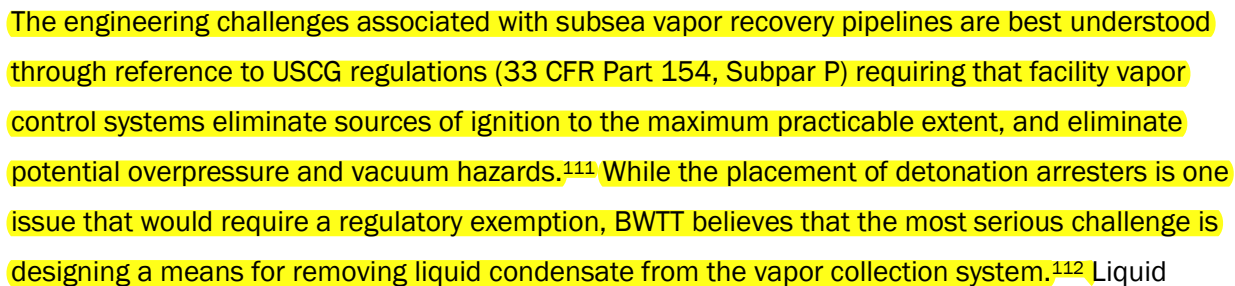 The engineering challenges associated with subsea vapor recovery pipelines are best understood
through reference to USCG regulations (33 CFR Part 154, Subpar P) requiring that facility vapor
control systems eliminate sources of ignition to the maximum practicable extent, and eliminate
potential overpressure and vacuum hazards.111 While the placement of detonation arresters is one
issue that would require a regulatory exemption, BWTT believes that the most serious challenge is
designing a means for removing liquid condensate from the vapor collection system.112 Liquid